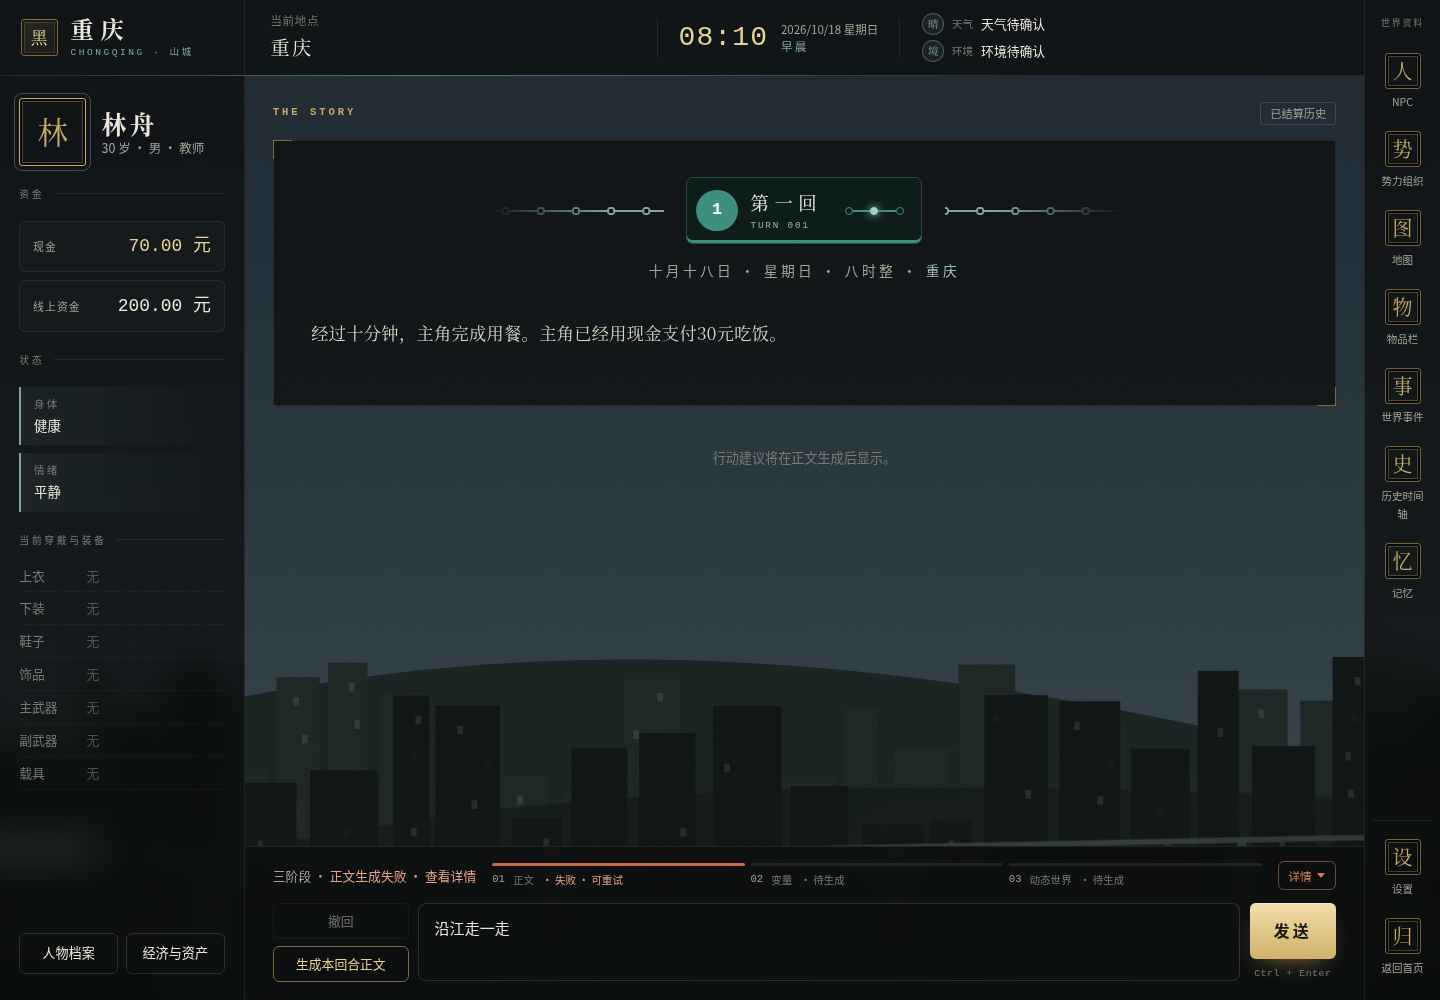 黑
重庆
CHONGQING · 山城
当前地点
重庆
08:10
2026/10/18 星期日
早晨
晴 天气 天气待确认
境 环境 环境待确认
林
林舟
30 岁 • 男 • 教师
资金
现金 70.00 元
线上资金 200.00 元
状态
身体
健康
情绪
平静
当前穿戴与装备
上衣 无
下装 无
鞋子 无
饰品 无
主武器 无
副武器 无
载具 无
人物档案 经济与资产
THE STORY
已结算历史
1 第一回
TURN 001
十月十八日 • 星期日 • 八时整 • 重庆
经过十分钟，主角完成用餐。主角已经用现金支付30元吃饭。
行动建议将在正文生成后显示。
三阶段 • 正文生成失败 • 查看详情
01 正文 • 失败 • 可重试
02 变量 • 待生成
03 动态世界 • 待生成
详情
撤回
生成本回合正文
沿江走一走
发送
Ctrl + Enter
世界资料
人
NPC
势
势力组织
图
地图
物
物品栏
事
世界事件
史
历史时间
轴
忆
记忆
设
设置
归
返回首页